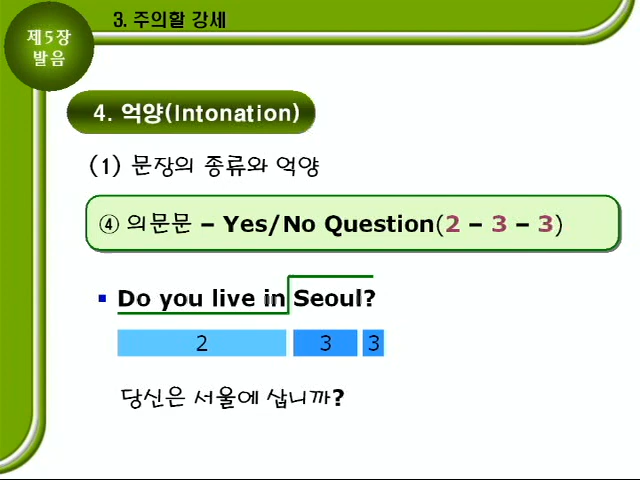 3. 주의할 강세
제5장
발음
4. 억양(Intonation)
(1) 문장의 종류와 억양
④ 의문문 – Yes/No Question(2 – 3 – 3)
▪ Do you live in Seoul?
2 3 3
당신은 서울에 삽니까?